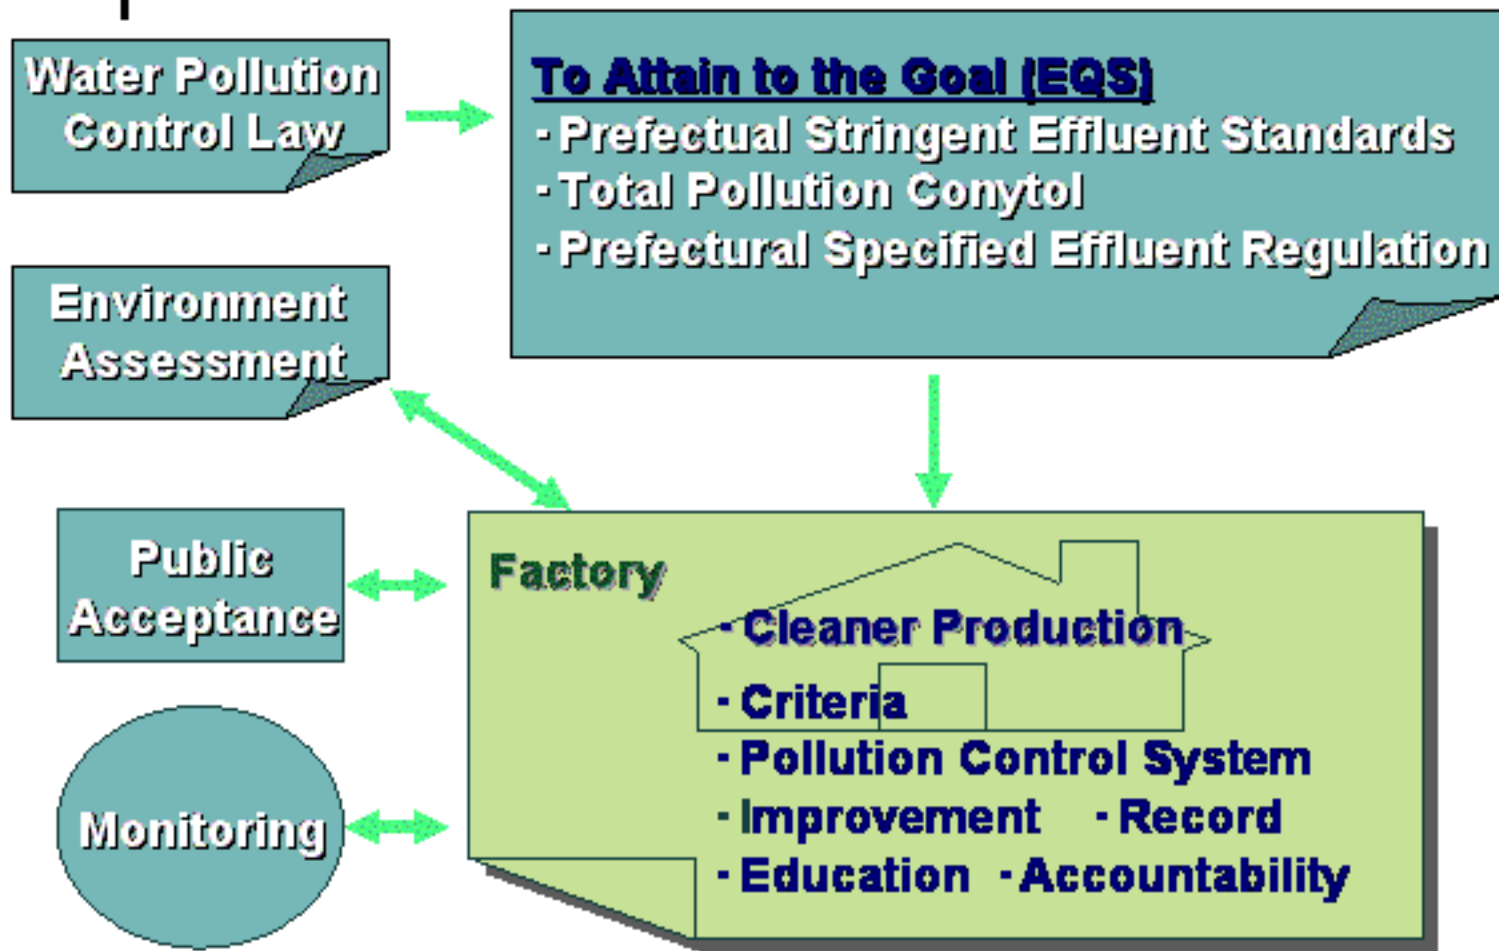 Water Pollution
Control Law
To Attain to the Goal (EQS)
- Prefectual Stringent Effluent Standards
- Total Pollution Conytol
- Prefectural Specified Effluent Regulation
Environment
Assessment
Public
Acceptance
Monitoring
Factory
- Cleaner Production
- Criteria
- Pollution Control System
- Improvement - Record
- Education - Accountability